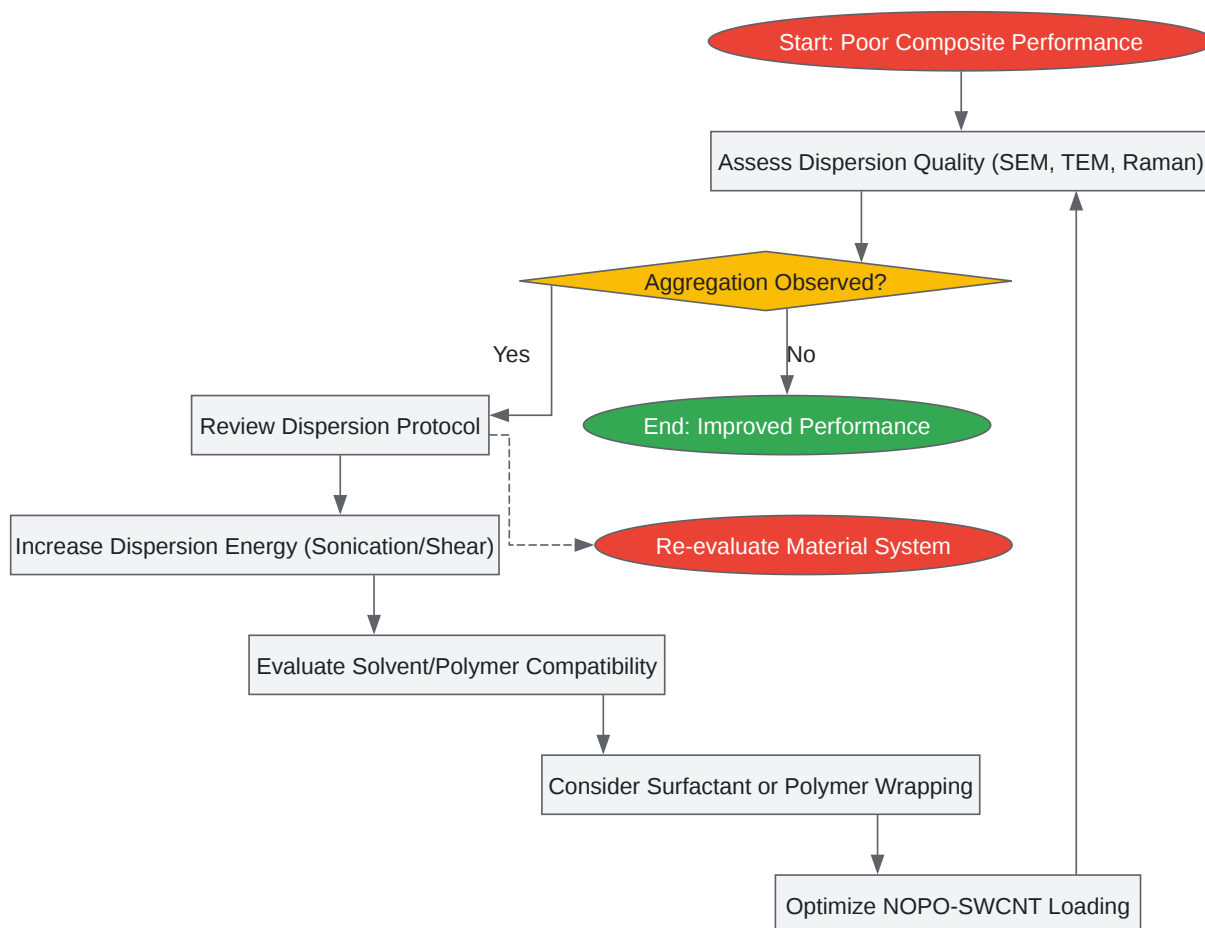 Start: Poor Composite Performance
Assess Dispersion Quality (SEM, TEM, Raman)
Aggregation Observed?
Yes
No
Review Dispersion Protocol
End: Improved Performance
Increase Dispersion Energy (Sonication/Shear)
Re-evaluate Material System
Evaluate Solvent/Polymer Compatibility
Consider Surfactant or Polymer Wrapping
Optimize NOPO-SWCNT Loading